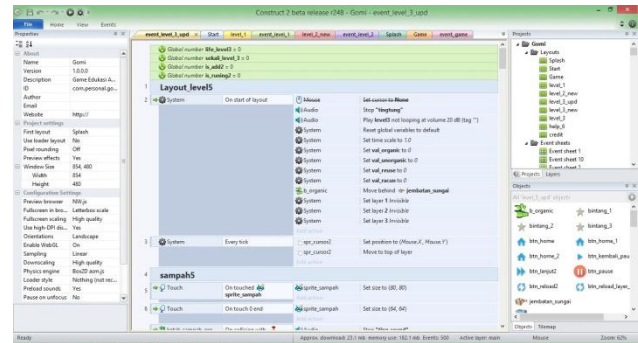 Construct 2 beta release r248 - Gomi - event_level_3_upd
File Home View Events
Properties
About
Name Gomi
Version 1.0.0.0
Description Game Edukasi A...
ID com.personal.go...
Author
Email
Website http://
Project settings
First layout Splash
Use loader layout No
Pixel rounding Off
Preview effects Yes
Window Size 854, 480
Width 854
Height 480
Configuration Settings
Preview browser NW.js
Fullscreen in bro... Letterbox scale
Fullscreen scaling High quality
Use high-DPI dis... Yes
Orientations Landscape
Enable WebGL On
Sampling Linear
Downscaling High quality
Physics engine Box2D asm.js
Loader style Nothing (not rec...
Preload sounds Yes
Pause on unfocus No
event_level_3_upd x Start level_1 event_level_1 level_2_new event_level_2 Splash Game event_game
Global number life_level3 = 0
Global number sekali_level_3 = 0
Global number is_add2 = 0
Global number is_runing2 = 0
1 Layout_level5
2 System On start of layout Mouse Set cursor to None
Audio Stop "tinghung"
Audio Play level3 not looping at volume 20 dB (tag "")
System Reset global variables to default
System Set time scale to 1.0
System Set val_organic to 0
System Set val_unorganic to 0
System Set val_reuse to 0
System
b_organic Move behind jembatan_sungai
System Set layer 1 Invisible
System Set layer 2 Invisible
System Set layer 3 Invisible
Add action
3 System Every tick spr_cursor2 Set position to (Mouse.X, Mouse.Y)
spr_cursor2 Move to top of layer
Add action
4 sampah5
5 Touch On touched sprite_sampah sprite_sampah Set size to (80, 80)
Add action
6 Touch On touch 0 end sprite_sampah Set size to (64, 64)
Add action
Projects
Gomi
Layouts
Splash
Start
Game
level_1
level_2_new
level_3_upd
level_3_new
level_3
help_6
credit
Event sheets
Event sheet 1
Event sheet 10
Projects Layers
Objects
b_organic bintang_1
bintang_2 bintang_3
btn_home btn_home_1
btn_home_2 btn_kembali_pau
btn_lanjut2 btn_pause
btn_reload2 btn_reload_layer_
jembatan_sungai
Objects Tilemap
Ready Approx. download: 23.1 mb, memory use: 182.1 mb Events: 500 Active layer: main Mouse Zoom: 62%